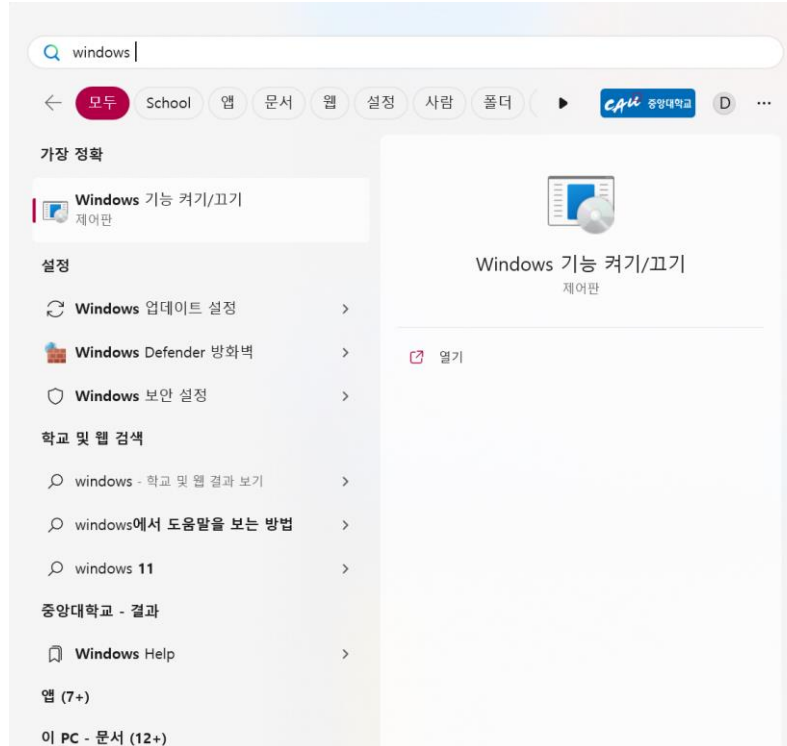 windows
모두 School 앱 문서 웹 설정 사람 폴더 CAU 중앙대학교 D ...
가장 정확
Windows 기능 켜기/끄기
제어판
설정
Windows 업데이트 설정
Windows Defender 방화벽
Windows 보안 설정
학교 및 웹 검색
windows - 학교 및 웹 결과 보기
windows에서 도움말을 보는 방법
windows 11
중앙대학교 - 결과
Windows Help
앱 (7+)
이 PC - 문서 (12+)
Windows 기능 켜기/끄기
제어판
열기